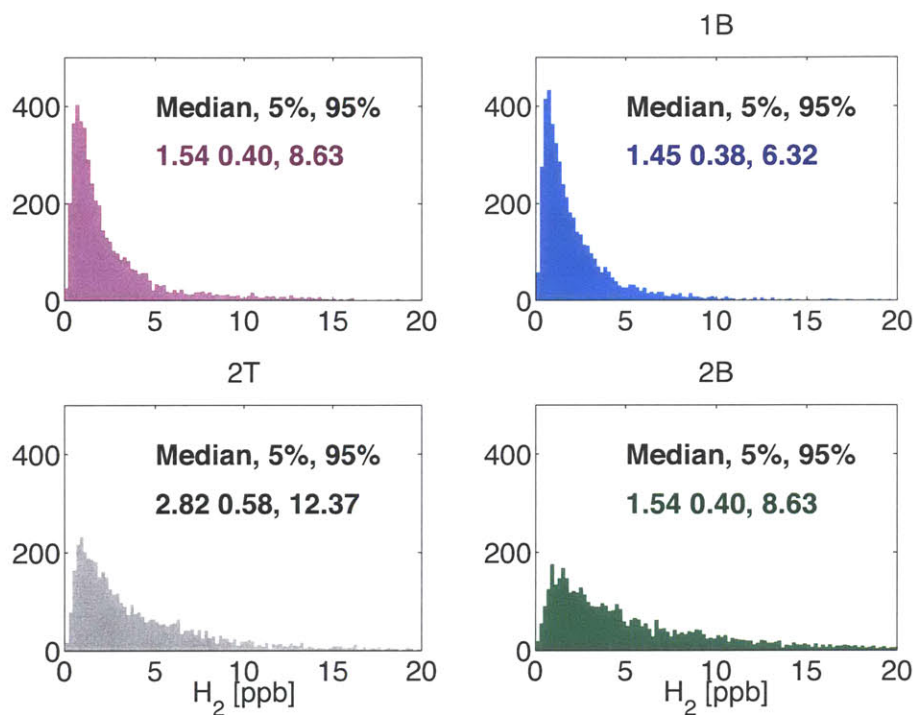 1B
400
200
0
Median, 5%, 95%
1.54 0.40, 8.63
0 5 10 15 20
400
200
0
Median, 5%, 95%
1.45 0.38, 6.32
0 5 10 15 20
2T
400
200
0
Median, 5%, 95%
2.82 0.58, 12.37
0 5 10 15 20
H2 [ppb]
2B
400
200
0
Median, 5%, 95%
1.54 0.40, 8.63
0 5 10 15 20
H2 [ppb]